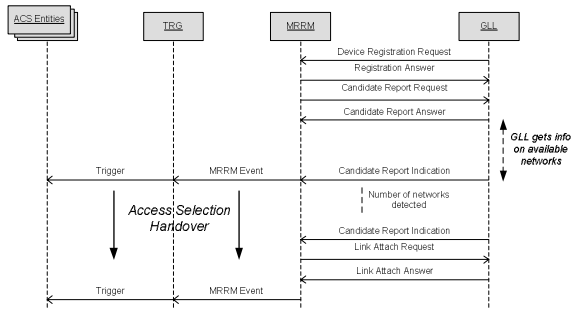 ACS Entities
TRG
MRRM
GLL
Device Registration Request
Registration Answer
Candidate Report Request
Candidate Report Answer
GLL gets info
on available
networks
Trigger
MRRM Event
Candidate Report Indication
Number of networks
detected
Access Selection
Handover
Candidate Report Indication
Link Attach Request
Link Attach Answer
Trigger
MRRM Event